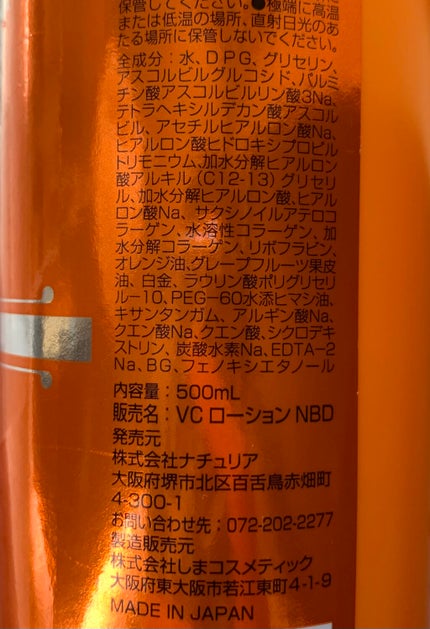 保管してください。●極端に高温
または低温の場所、直射日光のあ
たる場所に保管しないでください。
全成分：水、DPG、グリセリン、
アスコルビルグルコシド、パルミ
チン酸アスコルビルリン酸3Na、
テトラヘキシルデカン酸アスコル
ビル、アセチルヒアルロン酸Na、
ヒアルロン酸ヒドロキシプロピル
トリモニウム、加水分解ヒアルロン
酸アルキル（C12-13）グリセリ
ル、加水分解ヒアルロン酸、ヒアル
ロン酸Na、サクシノイルアテロコ
ラーゲン、水溶性コラーゲン、加
水分解コラーゲン、リボフラビン、
オレンジ油、グレープフルーツ果皮
油、白金、ラウリン酸ポリグリセリ
ル-10、PEG-60水添ヒマシ油、
キサンタンガム、アルギン酸Na、
クエン酸Na、クエン酸、シクロデキ
ストリン、炭酸水素Na、EDTA-2
Na、BG、フェノキシエタノール
内容量：500mL
販売名：VC ローション NBD
発売元
株式会社ナチュリア
大阪府堺市北区百舌鳥赤畑町
4-300-1
お問い合わせ先：072-202-2277
製造販売元
株式会社しまコスメティック
大阪府東大阪市若江東町4-1-9
MADE IN JAPAN